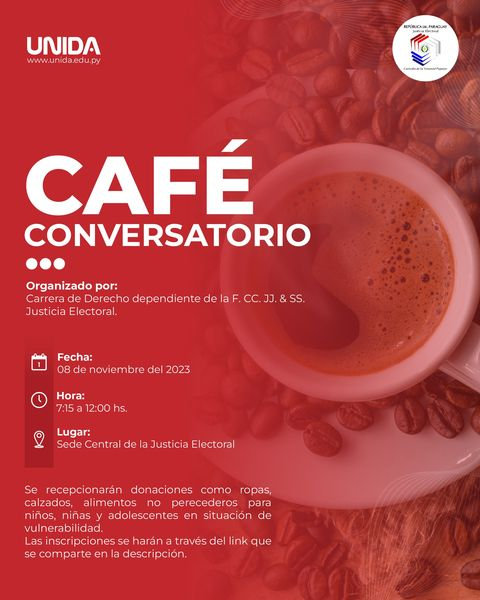 UNIDA
www.unida.edu.py
REPÚBLICA DEL PARAGUAY
Justicia Electoral
Custodio de la Voluntad Popular
CAFÉ
CONVERSATORIO
Organizado por:
Carrera de Derecho dependiente de la F. CC. JJ. & SS.
Justicia Electoral.
Fecha:
08 de noviembre del 2023
Hora:
7:15 a 12:00 hs.
Lugar:
Sede Central de la Justicia Electoral
Se recepcionarán donaciones como ropas,
calzados, alimentos no perecederos para
niños, niñas y adolescentes en situación de
vulnerabilidad.
Las inscripciones se harán a través del link que
se comparte en la descripción.